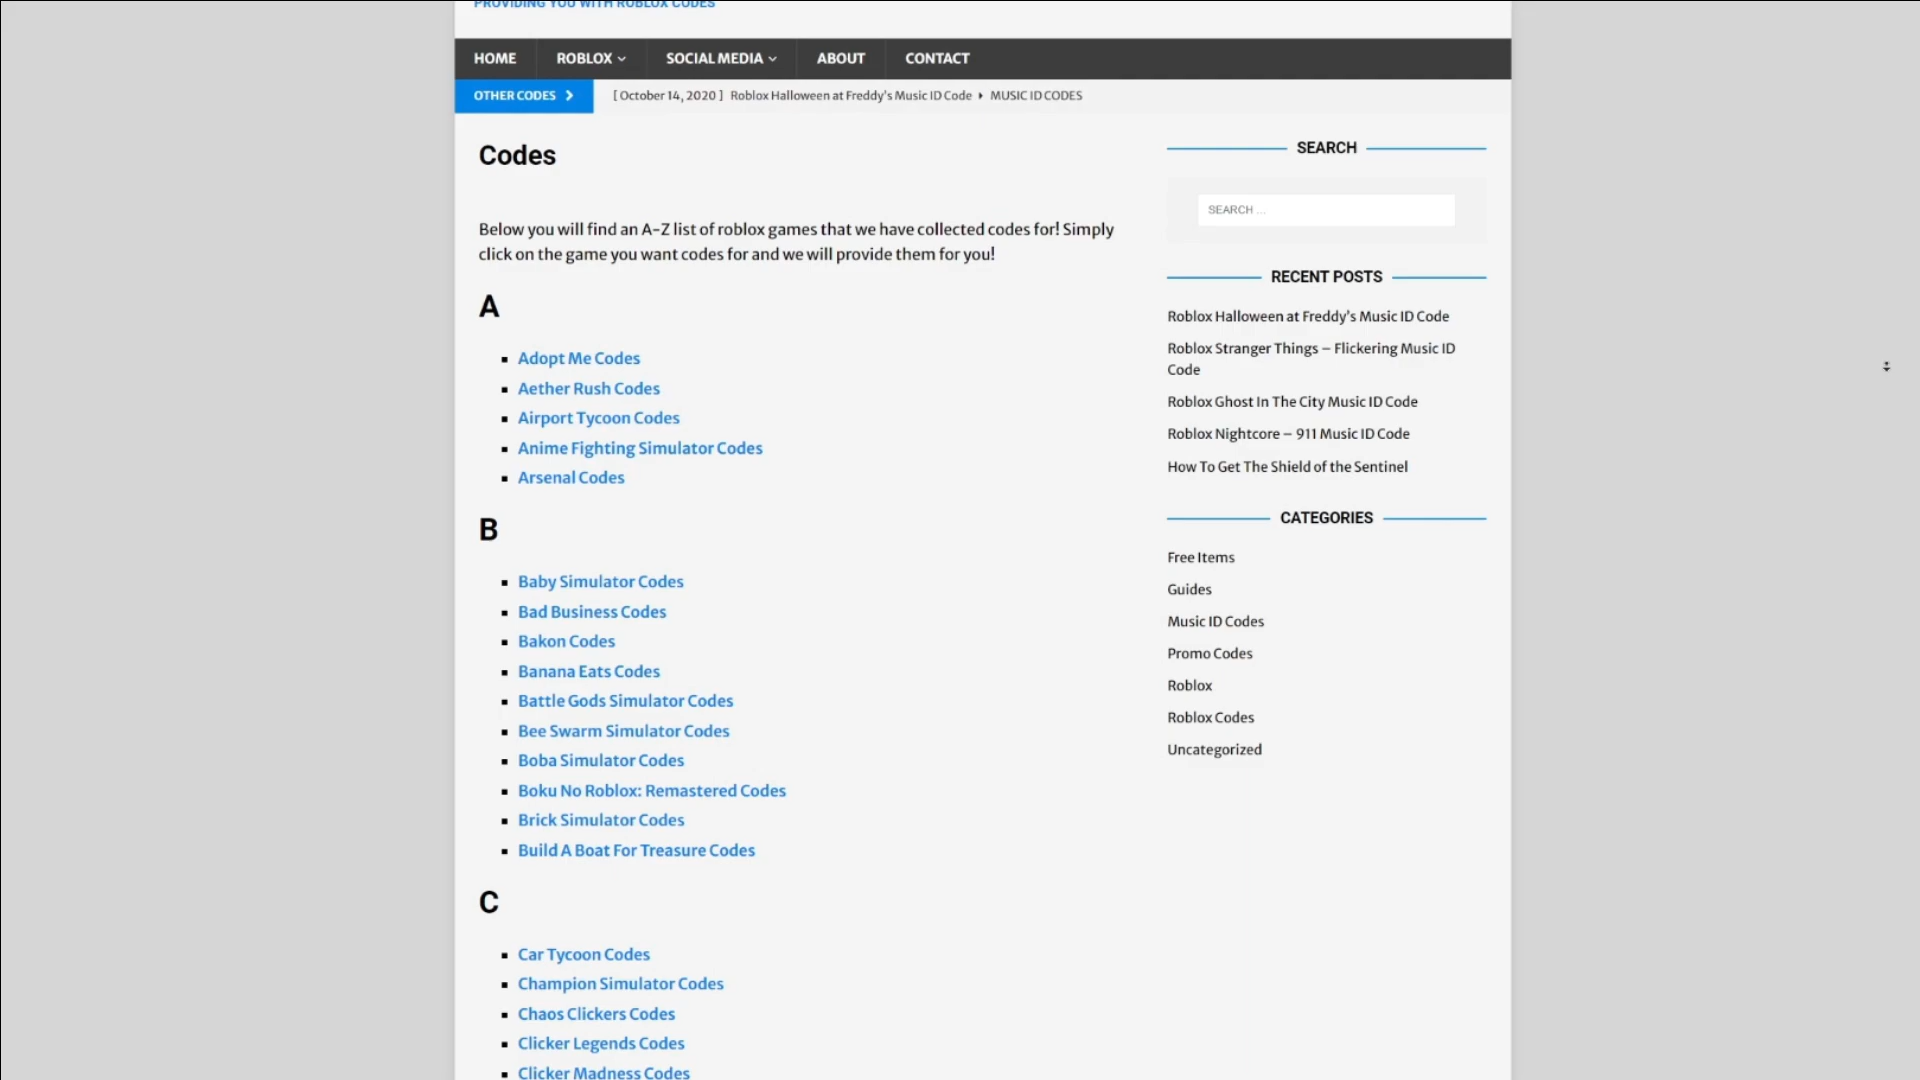 PROVIDING YOU WITH ROBLOX CODES
HOME
ROBLOX
SOCIAL MEDIA
ABOUT
CONTACT
OTHER CODES
[ October 14, 2020 ] Roblox Halloween at Freddy's Music ID Code
MUSIC ID CODES
Codes
Below you will find an A-Z list of roblox games that we have collected codes for! Simply
click on the game you want codes for and we will provide them for you!
A
Adopt Me Codes
Aether Rush Codes
Airport Tycoon Codes
Anime Fighting Simulator Codes
Arsenal Codes
B
Baby Simulator Codes
Bad Business Codes
Bakon Codes
Banana Eats Codes
Battle Gods Simulator Codes
Bee Swarm Simulator Codes
Boba Simulator Codes
Boku No Roblox: Remastered Codes
Brick Simulator Codes
Build A Boat For Treasure Codes
C
Car Tycoon Codes
Champion Simulator Codes
Chaos Clickers Codes
Clicker Legends Codes
Clicker Madness Codes
SEARCH
SEARCH ...
RECENT POSTS
Roblox Halloween at Freddy's Music ID Code
Roblox Stranger Things – Flickering Music ID
Code
Roblox Ghost In The City Music ID Code
Roblox Nightcore – 911 Music ID Code
How To Get The Shield of the Sentinel
CATEGORIES
Free Items
Guides
Music ID Codes
Promo Codes
Roblox
Roblox Codes
Uncategorized